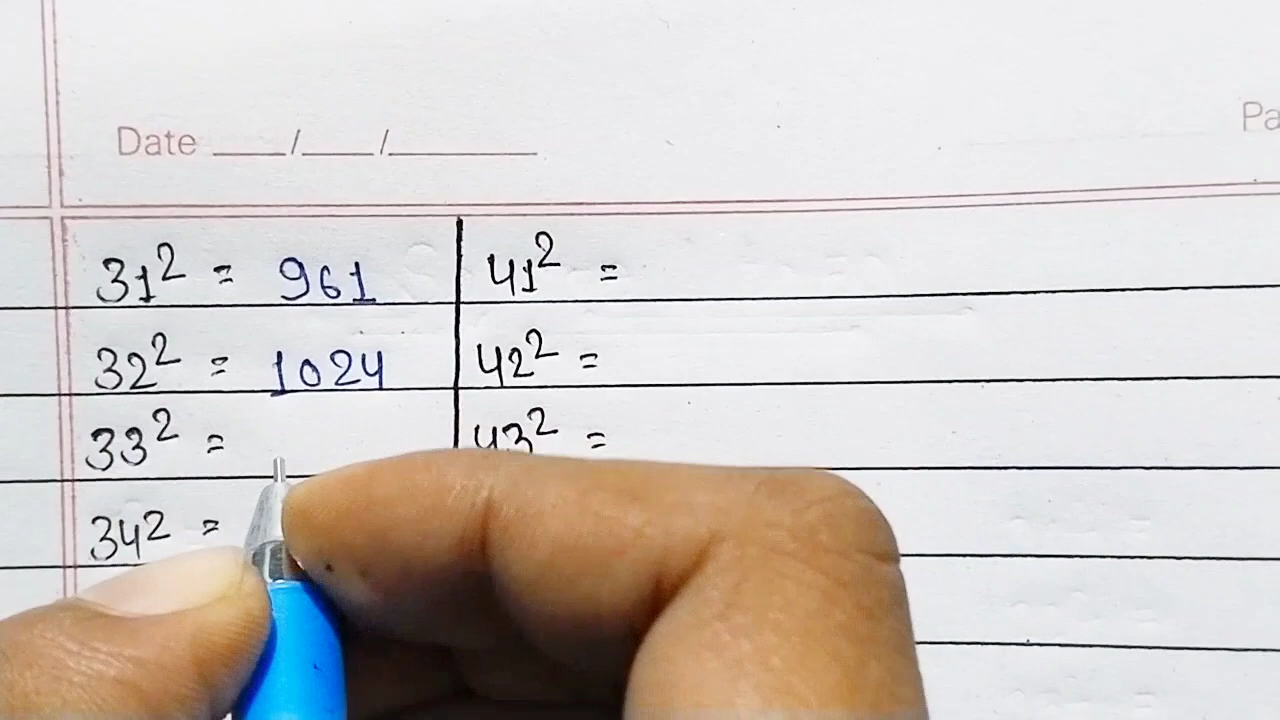 Date ___/___/______
Pa
31² = 961
41² =
32² = 1024
42² =
33² =
43² =
34² =